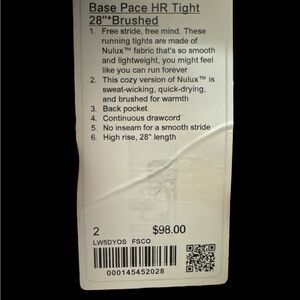 Base Pace HR Tight
28"*Brushed
1. Free stride, free mind. These
running tights are made of
Nulux™ fabric that's so smooth
and lightweight, you might feel
like you can run forever
2. This cozy version of Nulux™ is
sweat-wicking, quick-drying,
and brushed for warmth
3. Back pocket
4. Continuous drawcord
5. No inseam for a smooth stride
6. High rise, 28" length
2 $98.00
LW5DYOS FSCO
000145452028